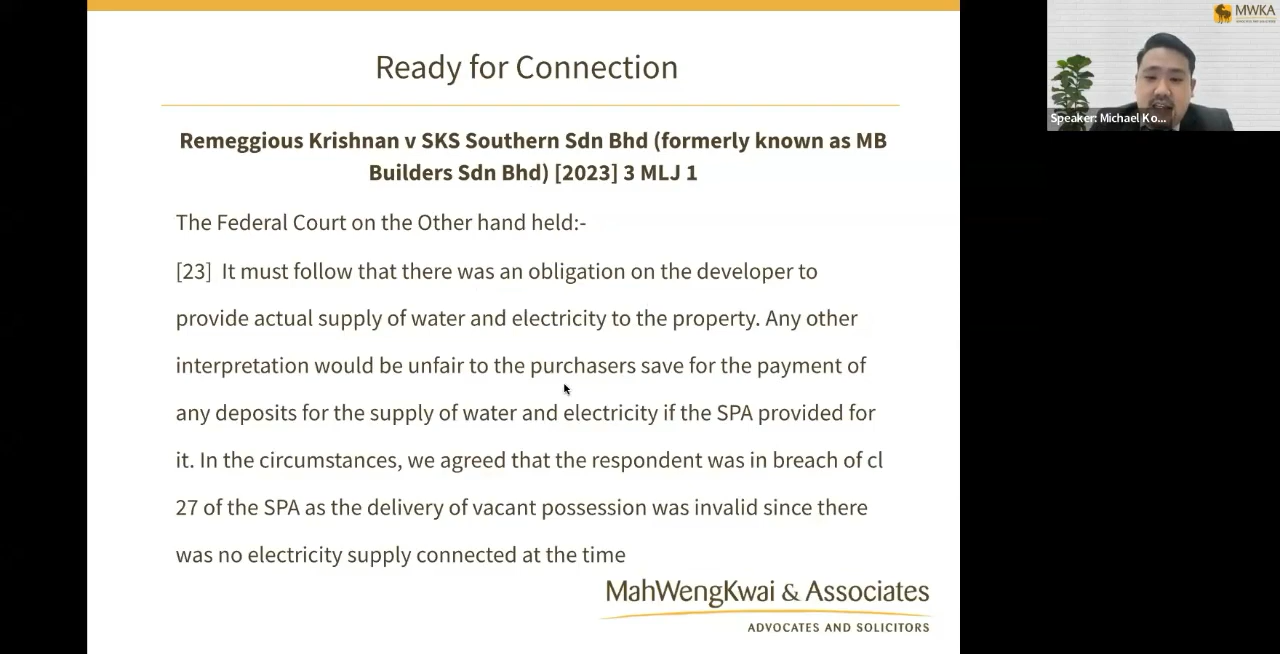 Ready for Connection
Remeggious Krishnan v SKS Southern Sdn Bhd (formerly known as MB
Builders Sdn Bhd) [2023] 3 MLJ 1
The Federal Court on the Other hand held:-
[23] It must follow that there was an obligation on the developer to
provide actual supply of water and electricity to the property. Any other
interpretation would be unfair to the purchasers save for the payment of
any deposits for the supply of water and electricity if the SPA provided for
it. In the circumstances, we agreed that the respondent was in breach of cl
27 of the SPA as the delivery of vacant possession was invalid since there
was no electricity supply connected at the time
MahWengKwai & Associates
ADVOCATES AND SOLICITORS
MWKA
Speaker: Michael Ko...